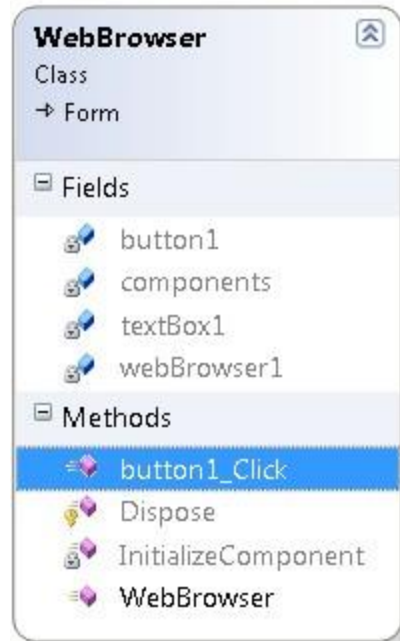 WebBrowser
Class
Form
Fields
button1
components
textBox1
webBrowser1
Methods
button1_Click
Dispose
InitializeComponent
WebBrowser